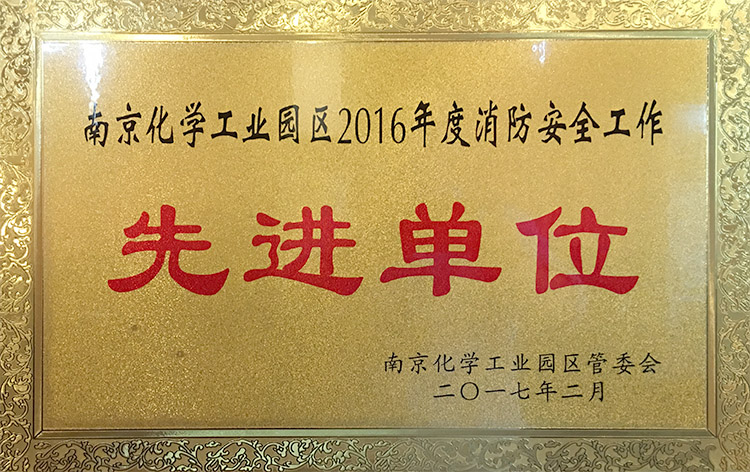 南京化学工业园区2016年度消防安全工作
先进单位
南京化学工业园区管委会
二〇一七年二月